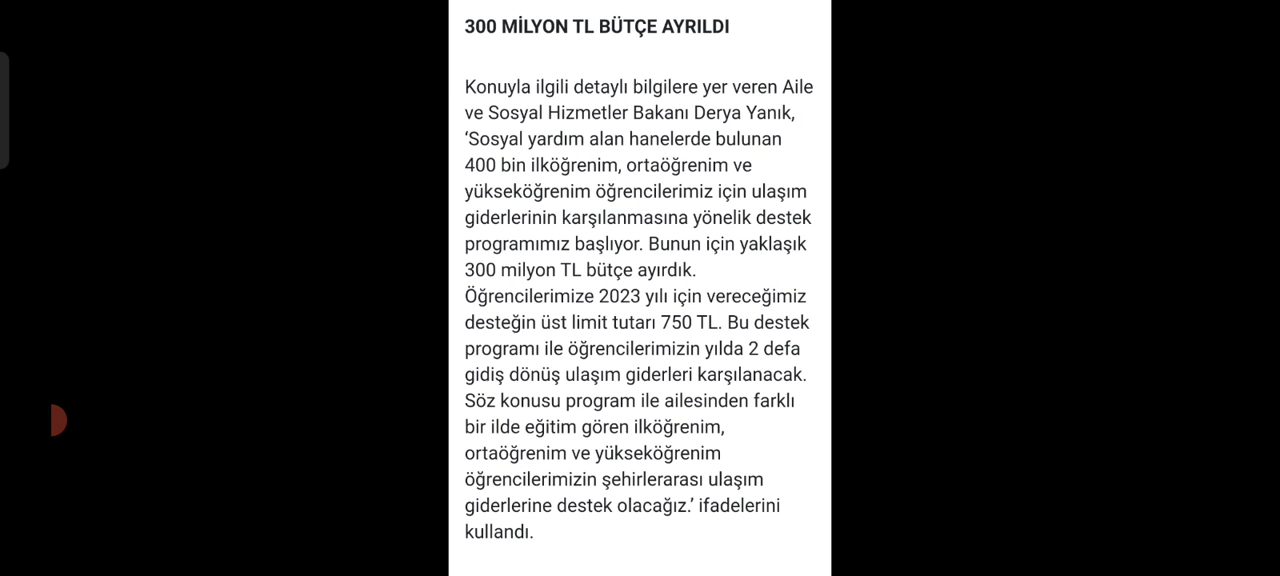 300 MİLYON TL BÜTÇE AYRILDI
Konuyla ilgili detaylı bilgilere yer veren Aile
ve Sosyal Hizmetler Bakanı Derya Yanık,
‘Sosyal yardım alan hanelerde bulunan
400 bin ilköğrenim, ortaöğrenim ve
yükseköğrenim öğrencilerimiz için ulaşım
giderlerinin karşılanmasına yönelik destek
programımız başlıyor. Bunun için yaklaşık
300 milyon TL bütçe ayırdık.
Öğrencilerimize 2023 yılı için vereceğimiz
desteğin üst limit tutarı 750 TL. Bu destek
programı ile öğrencilerimizin yılda 2 defa
gidiş dönüş ulaşım giderleri karşılanacak.
Söz konusu program ile ailesinden farklı
bir ilde eğitim gören ilköğrenim,
ortaöğrenim ve yükseköğrenim
öğrencilerimizin şehirlerarası ulaşım
giderlerine destek olacağız.’ ifadelerini
kullandı.